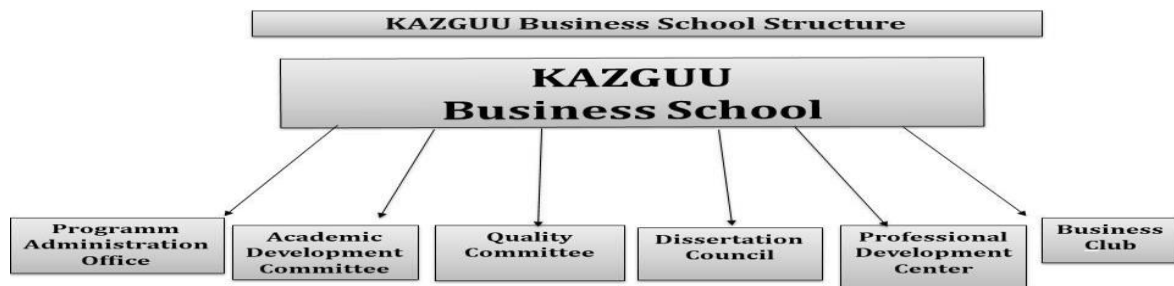 KAZGUU Business School Structure
KAZGUU
Business School
Programm
Administration
Office
Academic
Development
Committee
Quality
Committee
Dissertation
Council
Professional
Development
Center
Business
Club